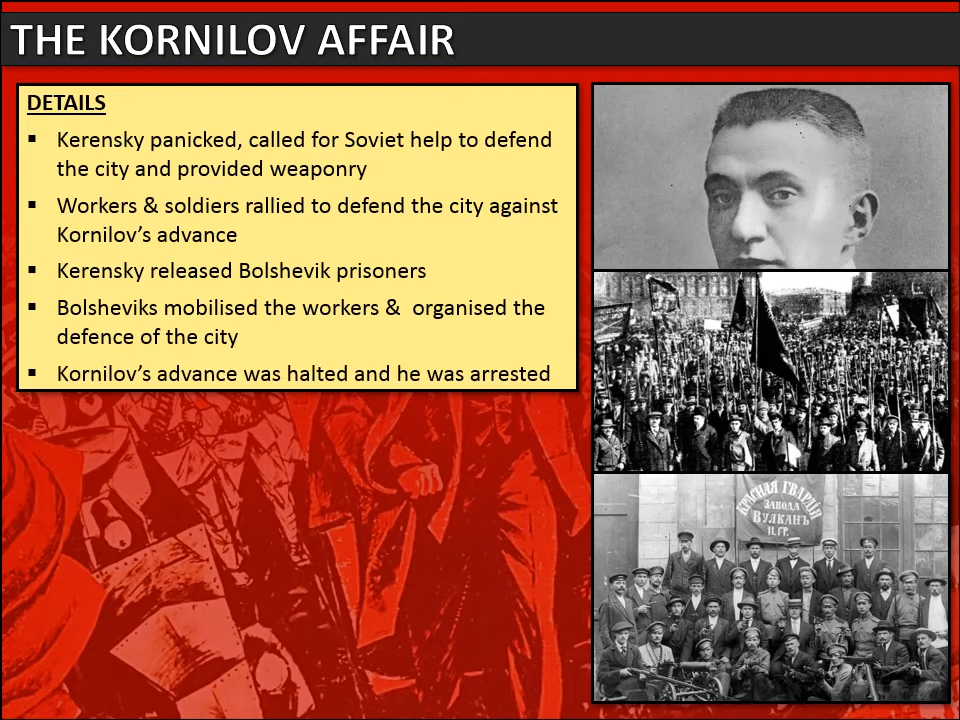 THE KORNILOV AFFAIR
DETAILS
▪ Kerensky panicked, called for Soviet help to defend
the city and provided weaponry
▪ Workers & soldiers rallied to defend the city against
Kornilov’s advance
▪ Kerensky released Bolshevik prisoners
▪ Bolsheviks mobilised the workers &  organised the
defence of the city
▪ Kornilov’s advance was halted and he was arrested
КРАСНАЯ ГВАРДІЯ
ЗАВОДА
ВУЛКАНЪ
II. ГР.